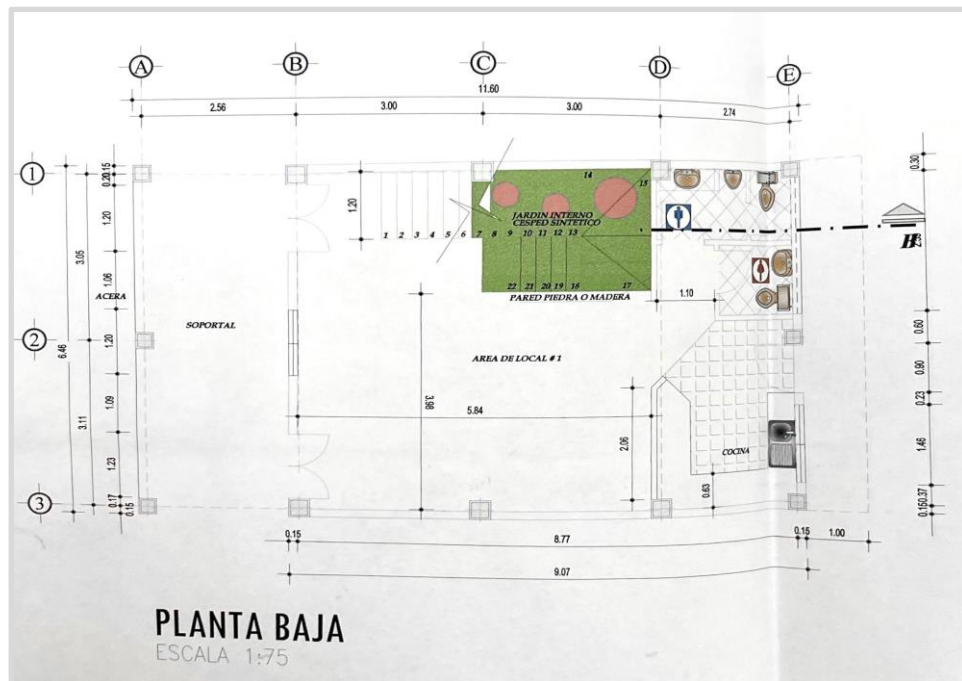 A B C D E
11.60
2.56 3.00 3.00 2.74
1
2
3
0.15
0.20
1.20
1.06
1.20
1.09
1.23
0.17
0.15
3.05
3.11
6.46
ACERA
SOPORTAL
1.20
1 2 3 4 5 6 7 8 9 10 11 12 13
14
15
JARDIN INTERNO
CESPED SINTETICO
22 21 20 19 16 17
PARED PIEDRA O MADERA
1.10
AREA DE LOCAL # 1
3.98
5.84
2.06
COCINA
0.63
0.30
0.60
0.90
0.23
1.46
0.37
0.15
0.15 8.77 0.15 1.00
9.07
PLANTA BAJA
ESCALA 1:75